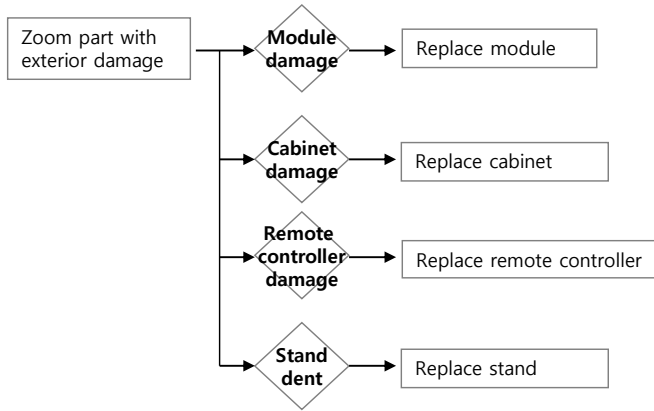 Zoom part with
exterior damage
Module
damage
Replace module
Cabinet
damage
Replace cabinet
Remote
controller
damage
Replace remote controller
Stand
dent
Replace stand